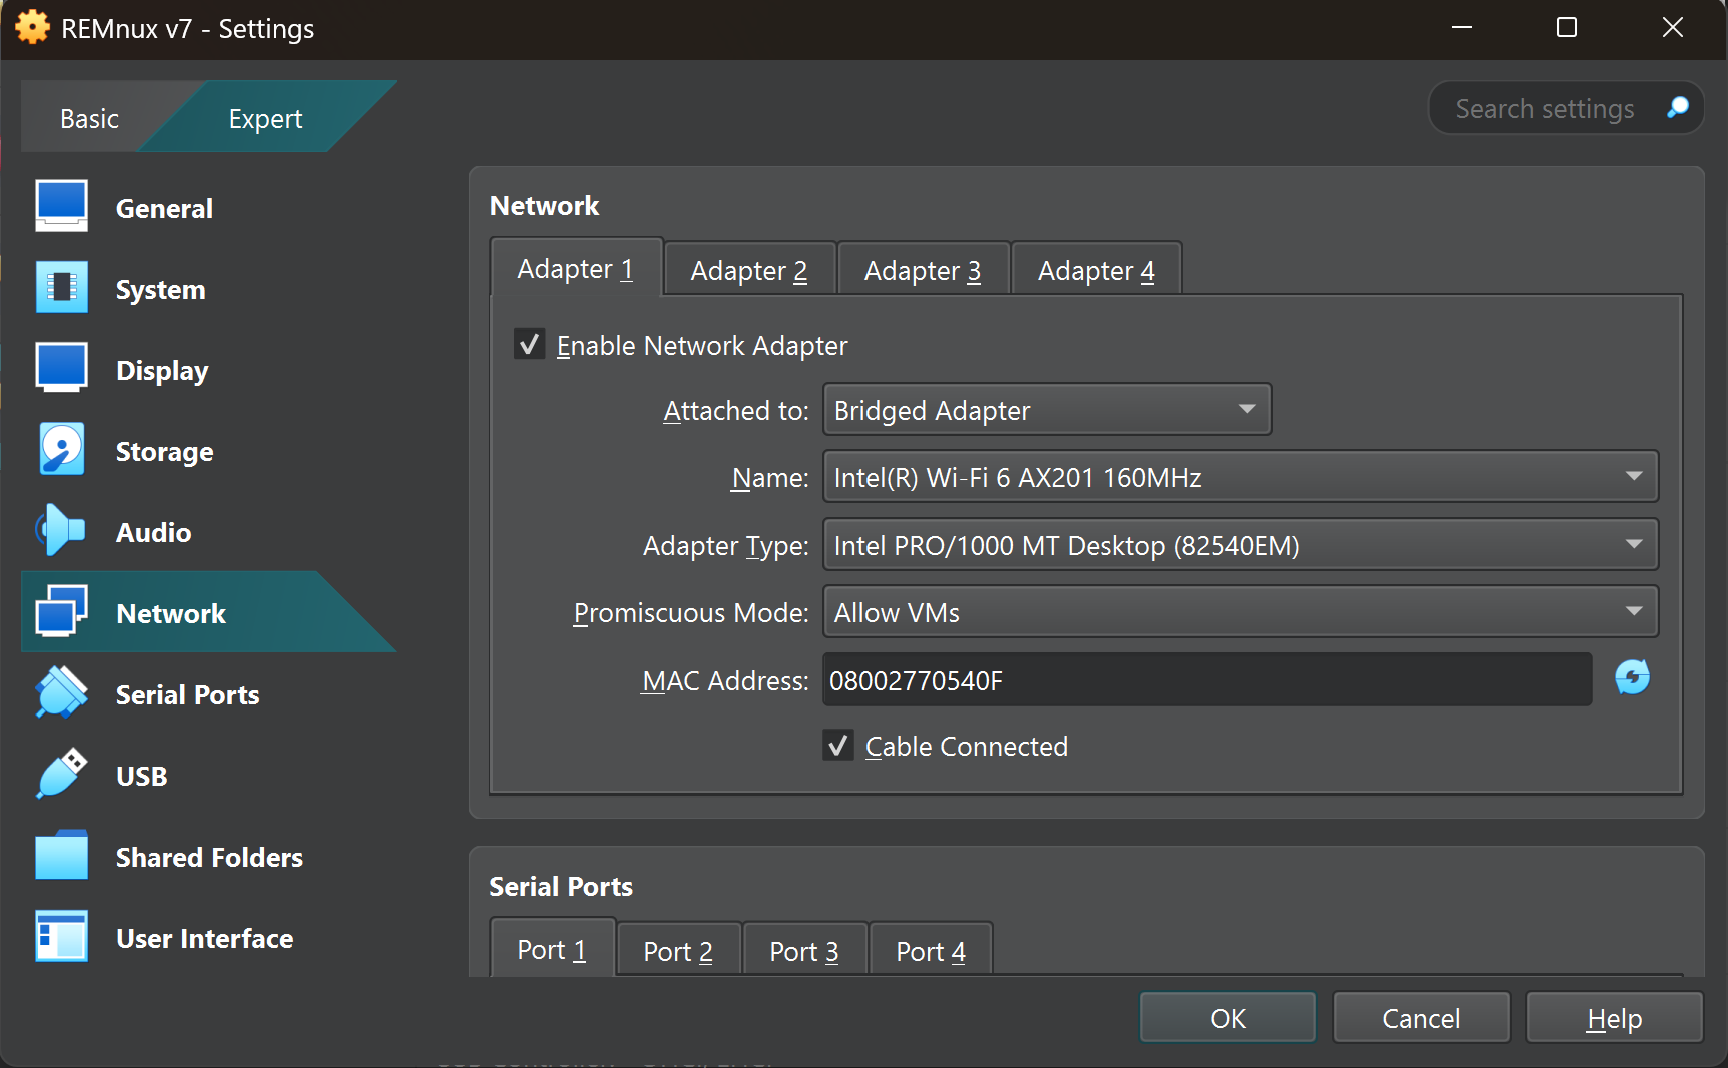 REMnux v7 - Settings
Basic
Expert
Search settings
General
System
Display
Storage
Audio
Network
Serial Ports
USB
Shared Folders
User Interface
Network
Adapter 1
Adapter 2
Adapter 3
Adapter 4
Enable Network Adapter
Attached to: Bridged Adapter
Name: Intel(R) Wi-Fi 6 AX201 160MHz
Adapter Type: Intel PRO/1000 MT Desktop (82540EM)
Promiscuous Mode: Allow VMs
MAC Address: 08002770540F
Cable Connected
Serial Ports
Port 1
Port 2
Port 3
Port 4
OK
Cancel
Help